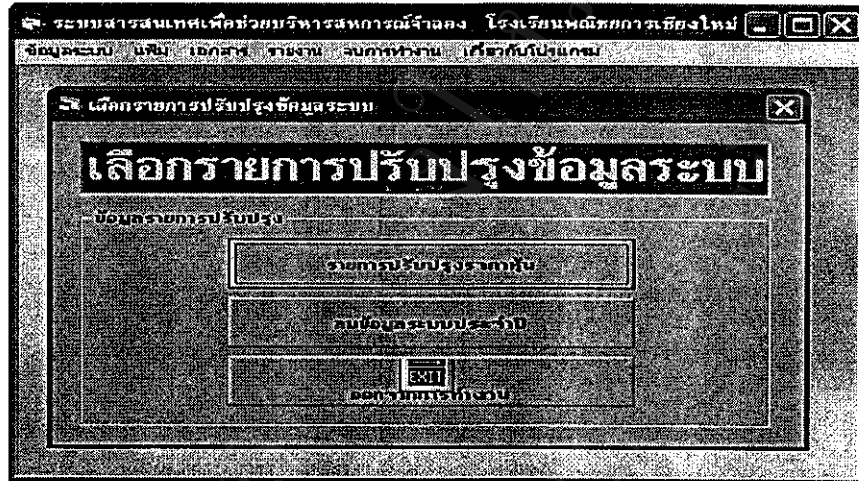 ระบบสารสนเทศเพื่อช่วยบริหารสหกรณ์จำลอง โรงเรียนพณิชยการเชียงใหม่
ข้อมูลระบบ แฟ้ม เอกสาร รายงาน จบการทำงาน เกี่ยวกับโปรแกรม
เลือกรายการปรับปรุงข้อมูลระบบ
เลือกรายการปรับปรุงข้อมูลระบบ
ข้อมูลรายการปรับปรุง
รายการปรับปรุงราคาหุ้น
ลบข้อมูลระบบประจำปี
EXIT
ออกจากการทำงาน